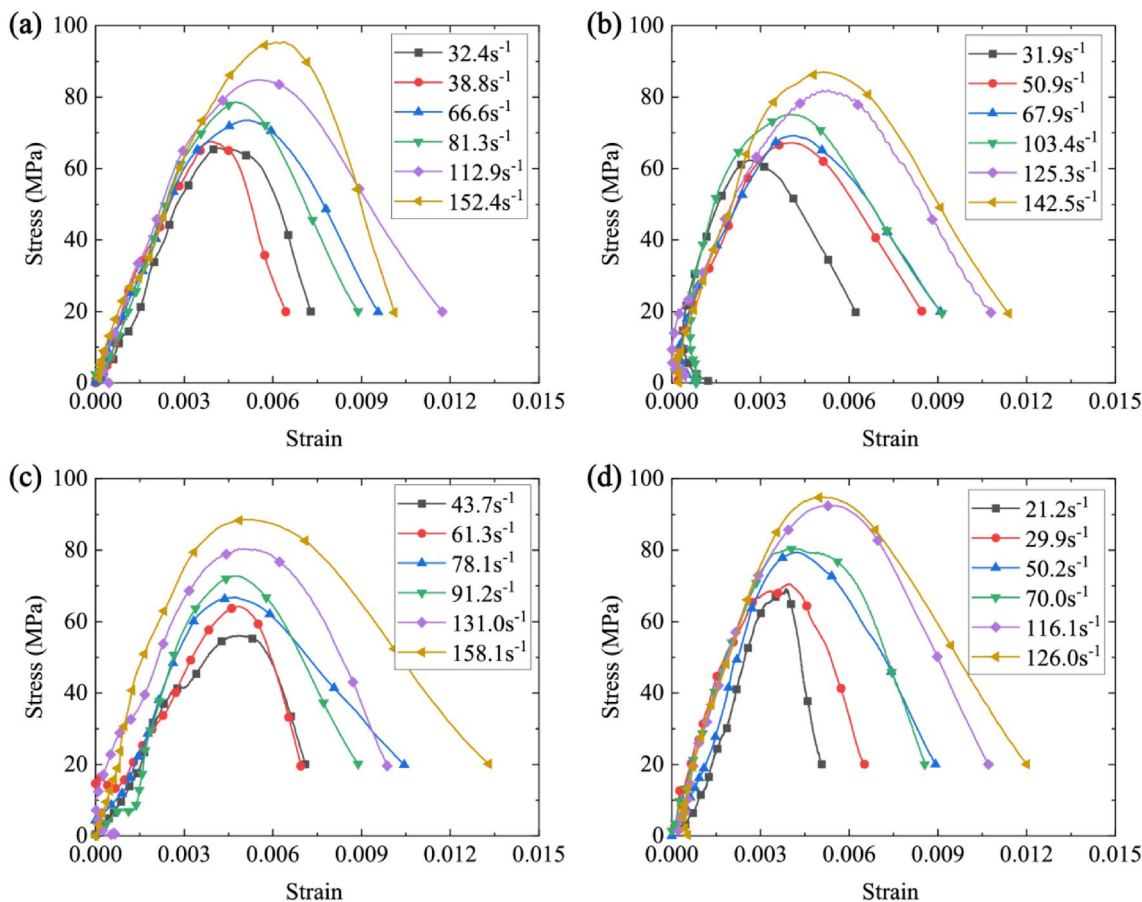 (a)
100
80
60
40
20
0
Stress (MPa)
32.4s⁻¹
38.8s⁻¹
66.6s⁻¹
81.3s⁻¹
112.9s⁻¹
152.4s⁻¹
0.000 0.003 0.006 0.009 0.012 0.015
Strain
(b)
100
80
60
40
20
0
Stress (MPa)
31.9s⁻¹
50.9s⁻¹
67.9s⁻¹
103.4s⁻¹
125.3s⁻¹
142.5s⁻¹
0.000 0.003 0.006 0.009 0.012 0.015
Strain
(c)
100
80
60
40
20
0
Stress (MPa)
43.7s⁻¹
61.3s⁻¹
78.1s⁻¹
91.2s⁻¹
131.0s⁻¹
158.1s⁻¹
0.000 0.003 0.006 0.009 0.012 0.015
Strain
(d)
100
80
60
40
20
0
Stress (MPa)
21.2s⁻¹
29.9s⁻¹
50.2s⁻¹
70.0s⁻¹
116.1s⁻¹
126.0s⁻¹
0.000 0.003 0.006 0.009 0.012 0.015
Strain